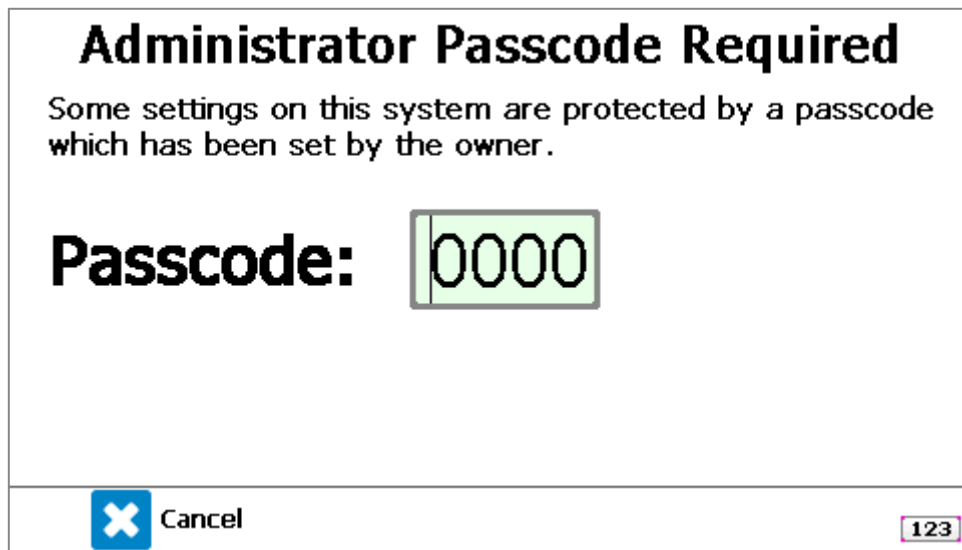 Administrator Passcode Required
Some settings on this system are protected by a passcode
which has been set by the owner.
Passcode: 0000
Cancel
123